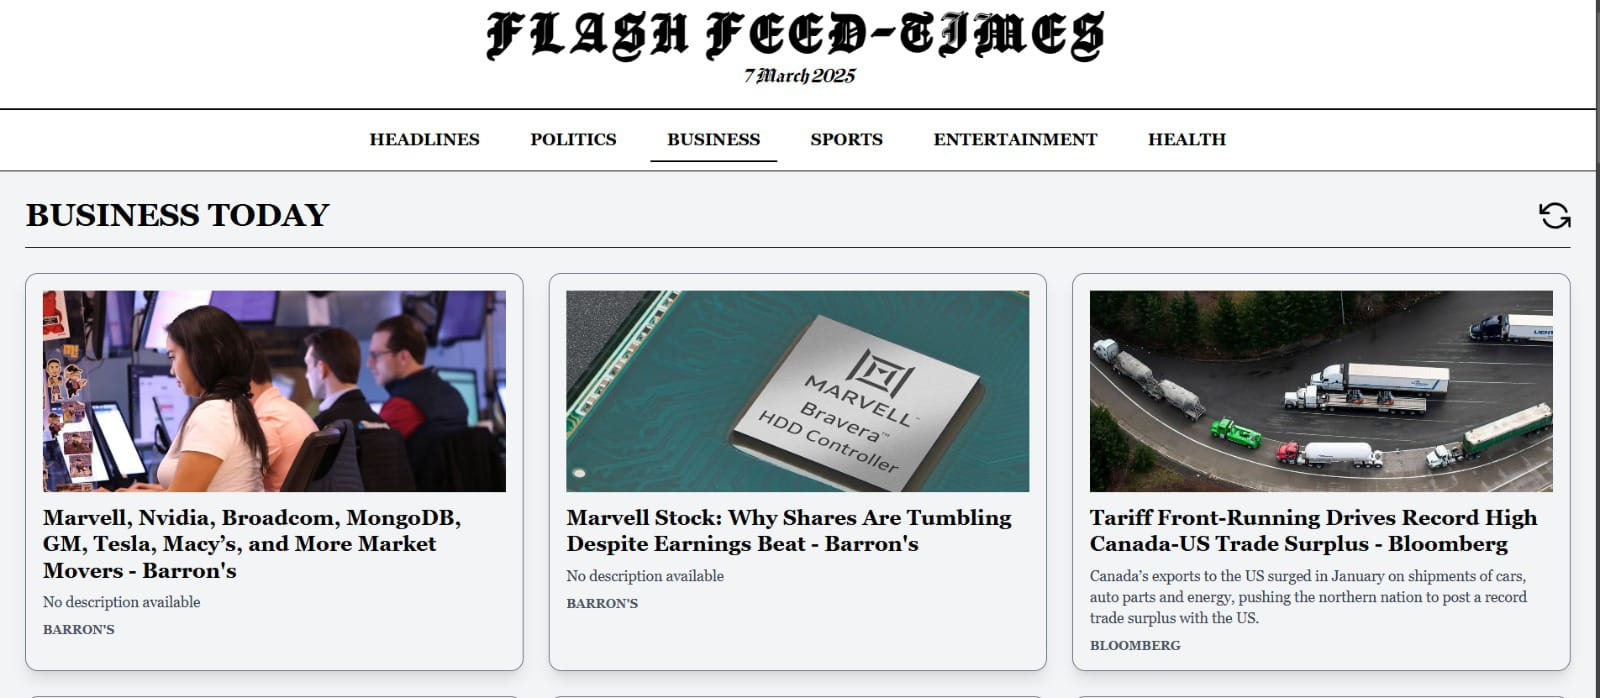 FLASH FEED-TIMES
7 March 2025
HEADLINES POLITICS BUSINESS SPORTS ENTERTAINMENT HEALTH
BUSINESS TODAY
Marvell, Nvidia, Broadcom, MongoDB,
GM, Tesla, Macy’s, and More Market
Movers - Barron's
No description available
BARRON'S
MARVELL™
Bravera™
HDD Controller
Marvell Stock: Why Shares Are Tumbling
Despite Earnings Beat - Barron's
No description available
BARRON'S
Tariff Front-Running Drives Record High
Canada-US Trade Surplus - Bloomberg
Canada’s exports to the US surged in January on shipments of cars,
auto parts and energy, pushing the northern nation to post a record
trade surplus with the US.
BLOOMBERG